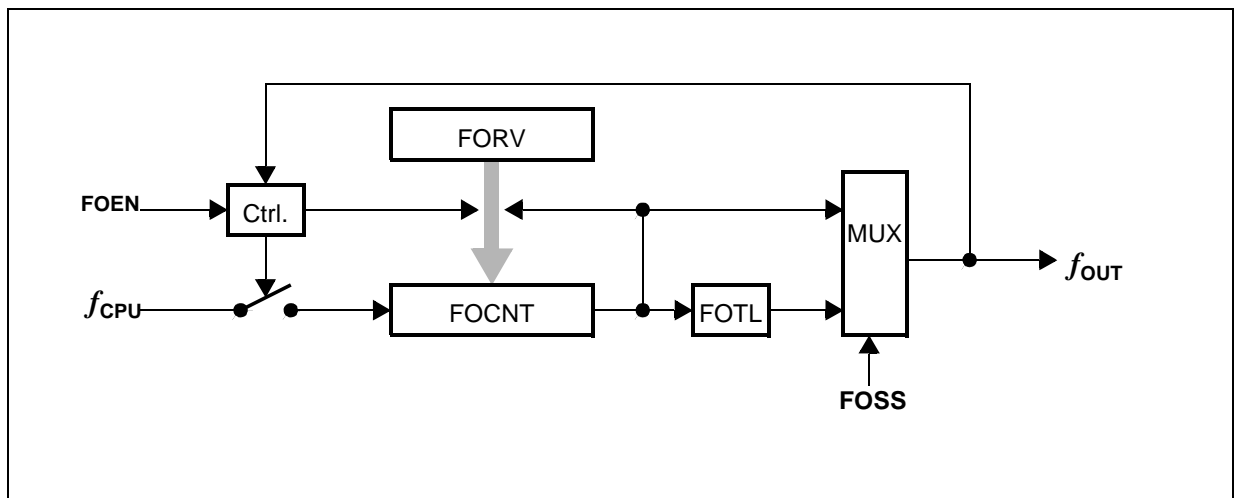 FORV
FOEN
Ctrl.
MUX
fCPU
FOCNT
FOTL
fOUT
FOSS